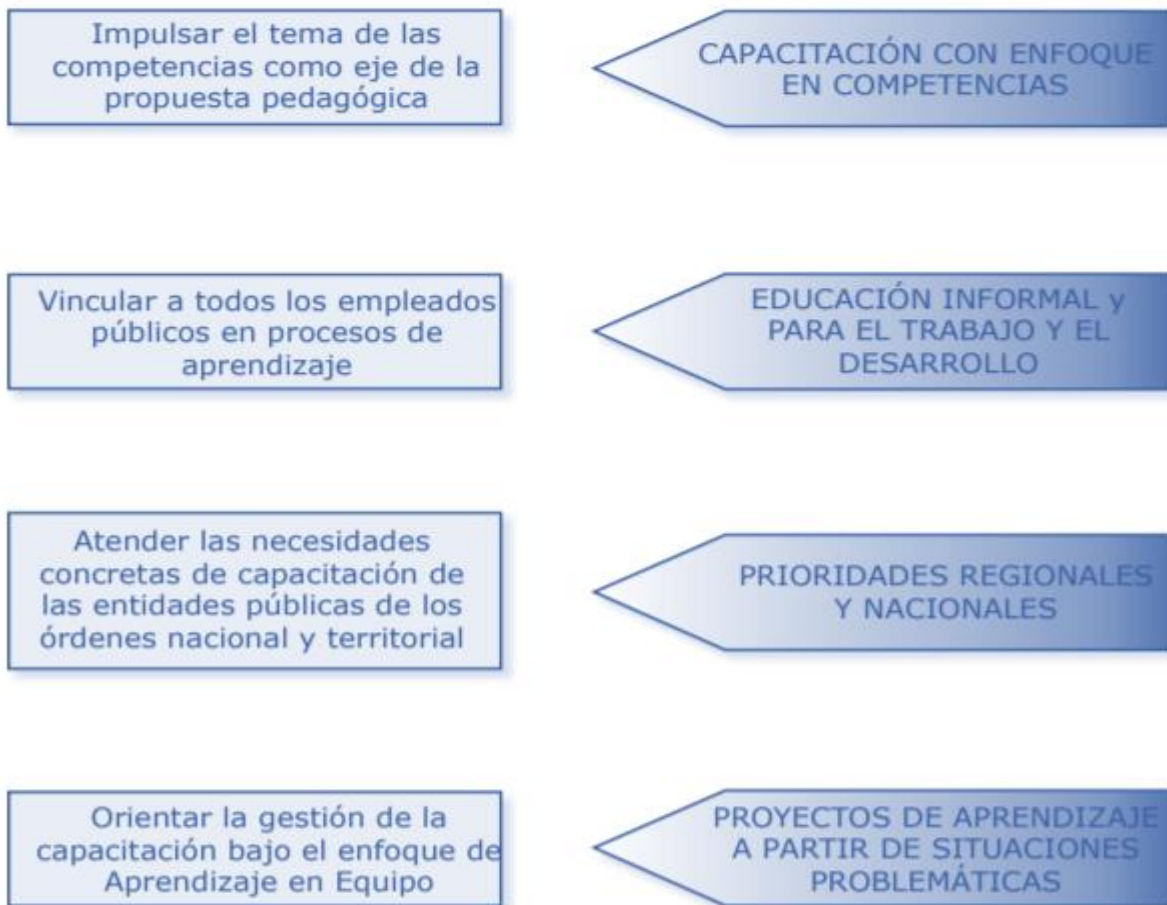 Impulsar el tema de las
competencias como eje de la
propuesta pedagógica
CAPACITACIÓN CON ENFOQUE
EN COMPETENCIAS
Vincular a todos los empleados
públicos en procesos de
aprendizaje
EDUCACIÓN INFORMAL y
PARA EL TRABAJO Y EL
DESARROLLO
Atender las necesidades
concretas de capacitación de
las entidades públicas de los
órdenes nacional y territorial
PRIORIDADES REGIONALES
Y NACIONALES
Orientar la gestión de la
capacitación bajo el enfoque de
Aprendizaje en Equipo
PROYECTOS DE APRENDIZAJE
A PARTIR DE SITUACIONES
PROBLEMÁTICAS